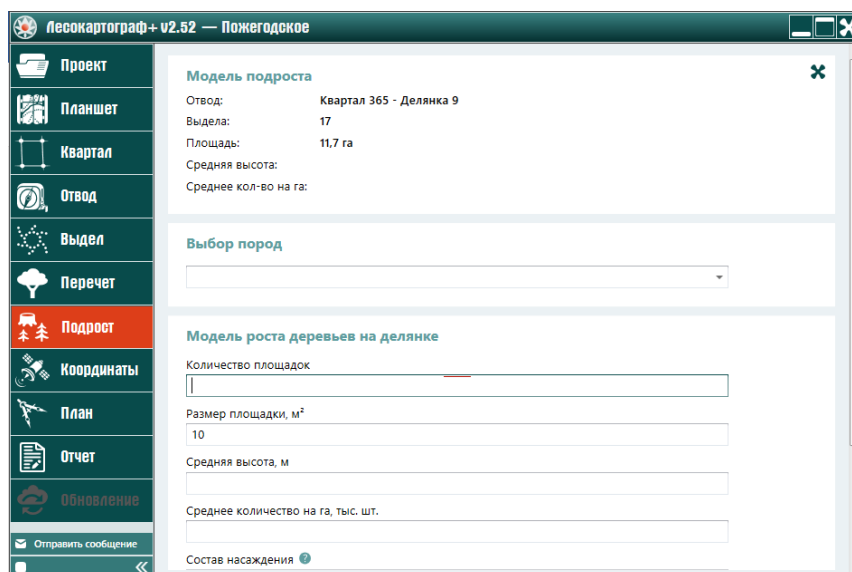 Лесокартограф+ v2.52 — Пожегодское
Проект
Планшет
Квартал
Отвод
Выдел
Перечет
Подрост
Координаты
План
Отчет
Обновление
Отправить сообщение
Модель подроста
Отвод: Квартал 365 - Делянка 9
Выдела: 17
Площадь: 11,7 га
Средняя высота:
Среднее кол-во на га:
Выбор пород
Модель роста деревьев на делянке
Количество площадок
Размер площадки, м²
10
Средняя высота, м
Среднее количество на га, тыс. шт.
Состав насаждения ?